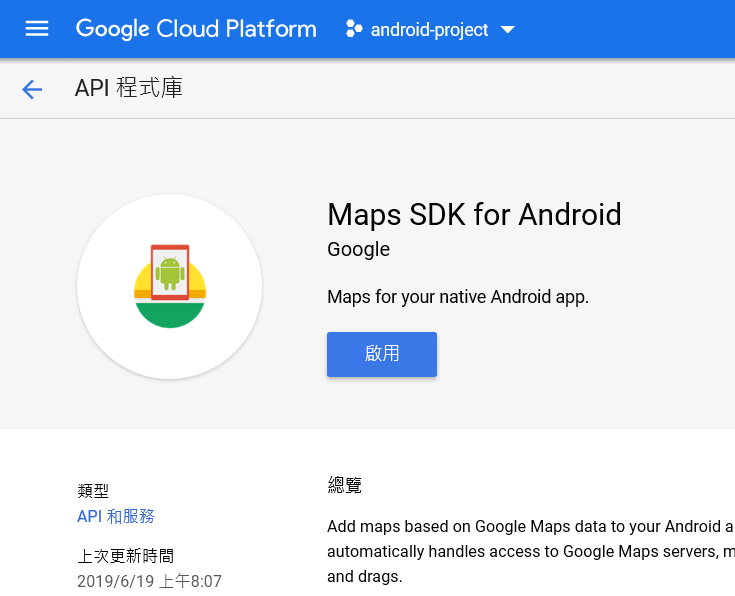 Google Cloud Platform android-project
API 程式庫
Maps SDK for Android
Google
Maps for your native Android app.
啟用
類型
API 和服務
上次更新時間
2019/6/19 上午8:07
總覽
Add maps based on Google Maps data to your Android a
automatically handles access to Google Maps servers, m
and drags.